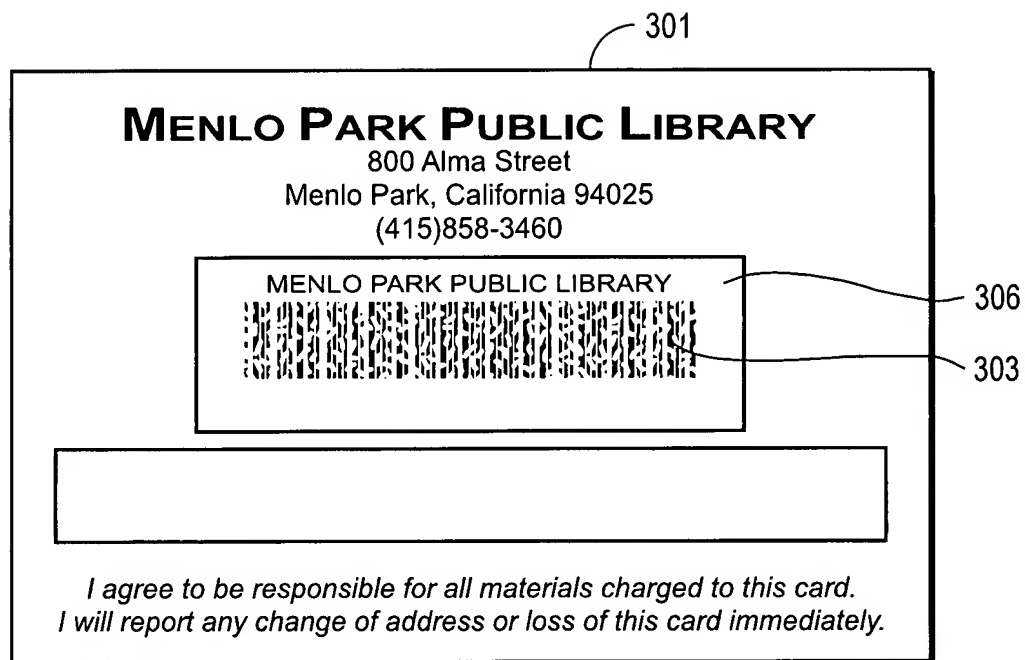 301
MENLO PARK PUBLIC LIBRARY
800 Alma Street
Menlo Park, California 94025
(415)858-3460
MENLO PARK PUBLIC LIBRARY
306
303
I agree to be responsible for all materials charged to this card.
I will report any change of address or loss of this card immediately.